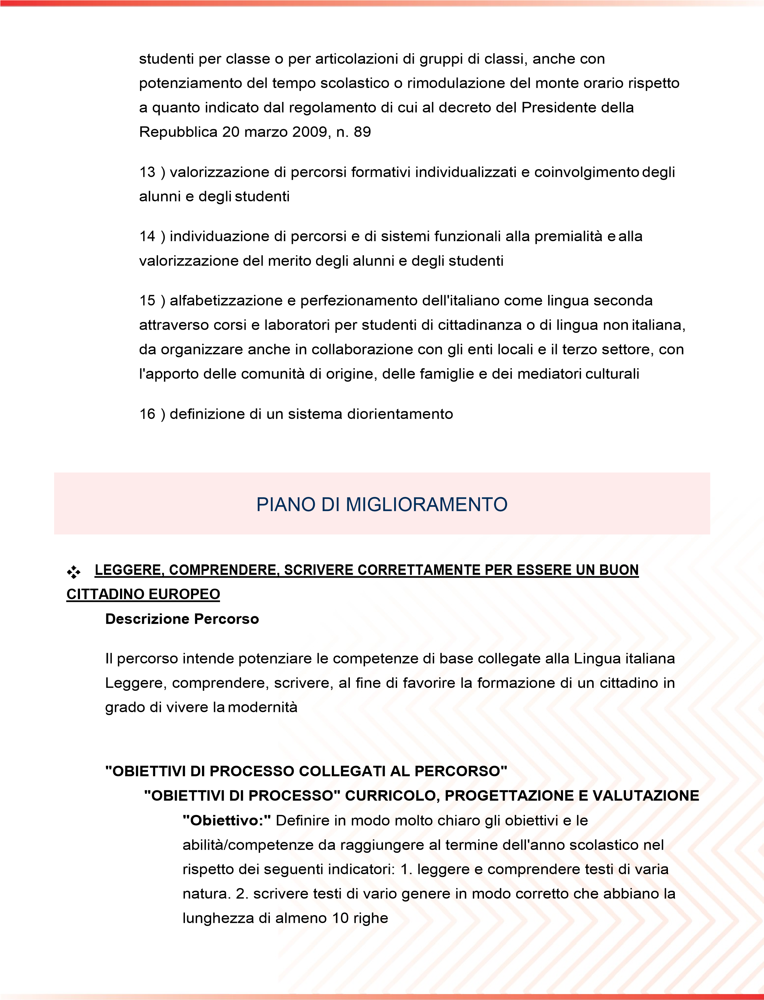 studenti per classe o per articolazioni di gruppi di classi, anche con
potenziamento del tempo scolastico o rimodulazione del monte orario rispetto
a quanto indicato dal regolamento di cui al decreto del Presidente della
Repubblica 20 marzo 2009, n. 89
13 ) valorizzazione di percorsi formativi individualizzati e coinvolgimento degli
alunni e degli studenti
14 ) individuazione di percorsi e di sistemi funzionali alla premialità e alla
valorizzazione del merito degli alunni e degli studenti
15 ) alfabetizzazione e perfezionamento dell'italiano come lingua seconda
attraverso corsi e laboratori per studenti di cittadinanza o di lingua non italiana,
da organizzare anche in collaborazione con gli enti locali e il terzo settore, con
l'apporto delle comunità di origine, delle famiglie e dei mediatori culturali
16 ) definizione di un sistema diorientamento
PIANO DI MIGLIORAMENTO
❖ LEGGERE, COMPRENDERE, SCRIVERE CORRETTAMENTE PER ESSERE UN BUON
CITTADINO EUROPEO
Descrizione Percorso
Il percorso intende potenziare le competenze di base collegate alla Lingua italiana
Leggere, comprendere, scrivere, al fine di favorire la formazione di un cittadino in
grado di vivere la modernità
"OBIETTIVI DI PROCESSO COLLEGATI AL PERCORSO"
"OBIETTIVI DI PROCESSO" CURRICOLO, PROGETTAZIONE E VALUTAZIONE
"Obiettivo:" Definire in modo molto chiaro gli obiettivi e le
abilità/competenze da raggiungere al termine dell'anno scolastico nel
rispetto dei seguenti indicatori: 1. leggere e comprendere testi di varia
natura. 2. scrivere testi di vario genere in modo corretto che abbiano la
lunghezza di almeno 10 righe